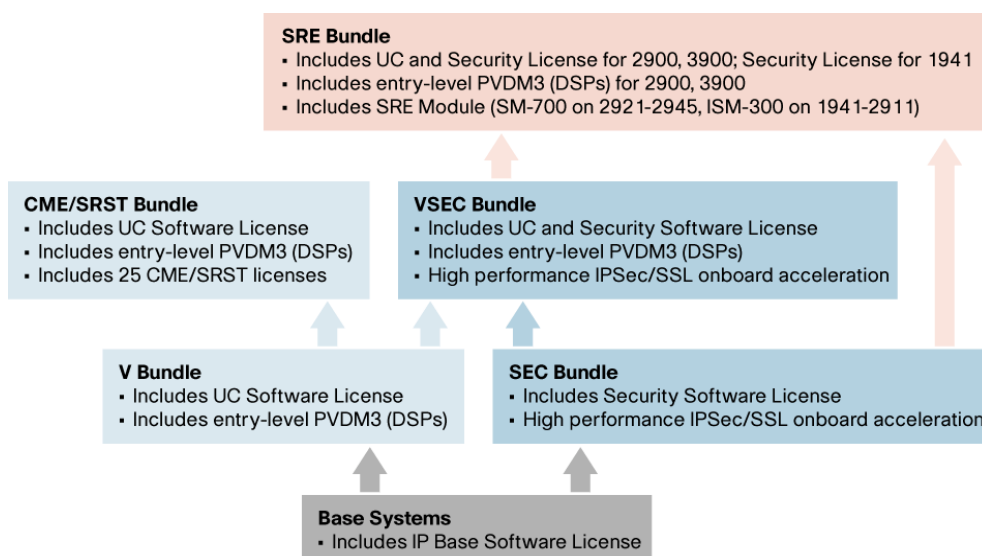 SRE Bundle
▪ Includes UC and Security License for 2900, 3900; Security License for 1941
▪ Includes entry-level PVDM3 (DSPs) for 2900, 3900
▪ Includes SRE Module (SM-700 on 2921-2945, ISM-300 on 1941-2911)
CME/SRST Bundle
▪ Includes UC Software License
▪ Includes entry-level PVDM3 (DSPs)
▪ Includes 25 CME/SRST licenses
VSEC Bundle
▪ Includes UC and Security Software License
▪ Includes entry-level PVDM3 (DSPs)
▪ High performance IPSec/SSL onboard acceleration
V Bundle
▪ Includes UC Software License
▪ Includes entry-level PVDM3 (DSPs)
SEC Bundle
▪ Includes Security Software License
▪ High performance IPSec/SSL onboard acceleration
Base Systems
▪ Includes IP Base Software License